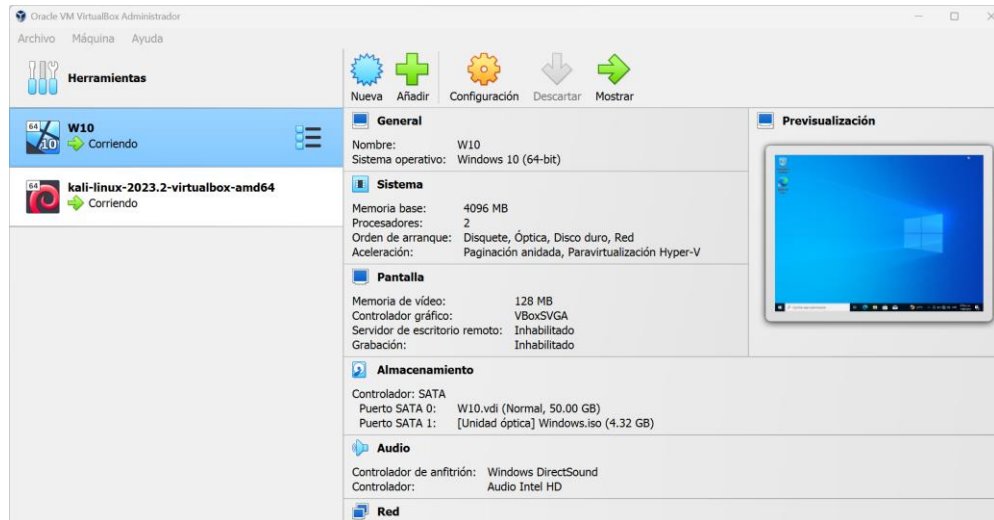 Oracle VM VirtualBox Administrador
Archivo Máquina Ayuda
Herramientas
64
10
W10
Corriendo
64
kali-linux-2023.2-virtualbox-amd64
Corriendo
Nueva Añadir Configuración Descartar Mostrar
General
Nombre: W10
Sistema operativo: Windows 10 (64-bit)
Sistema
Memoria base: 4096 MB
Procesadores: 2
Orden de arranque: Disquete, Óptica, Disco duro, Red
Aceleración: Paginación anidada, Paravirtualización Hyper-V
Pantalla
Memoria de vídeo: 128 MB
Controlador gráfico: VBoxSVGA
Servidor de escritorio remoto: Inhabilitado
Grabación: Inhabilitado
Almacenamiento
Controlador: SATA
Puerto SATA 0: W10.vdi (Normal, 50.00 GB)
Puerto SATA 1: [Unidad óptica] Windows.iso (4.32 GB)
Audio
Controlador de anfitrión: Windows DirectSound
Controlador: Audio Intel HD
Red
Previsualización